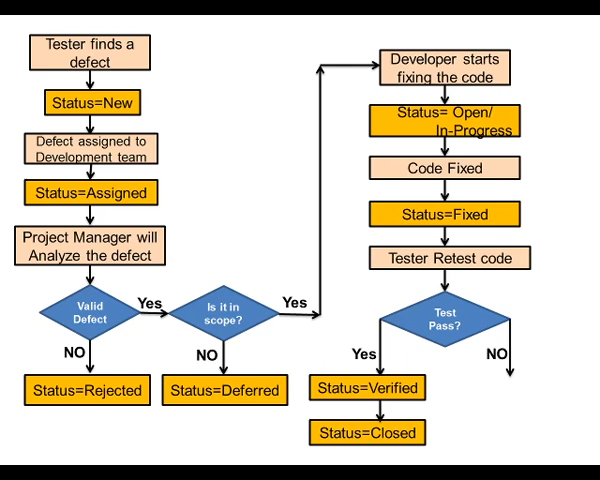 Tester finds a
defect
Status=New
Defect assigned to
Development team
Status=Assigned
Project Manager will
Analyze the defect
Valid
Defect
Yes
NO
Status=Rejected
Is it in
scope?
Yes
NO
Status=Deferred
Developer starts
fixing the code
Status= Open/
In-Progress
Code Fixed
Status=Fixed
Tester Retest code
Test
Pass?
Yes
NO
Status=Verified
Status=Closed